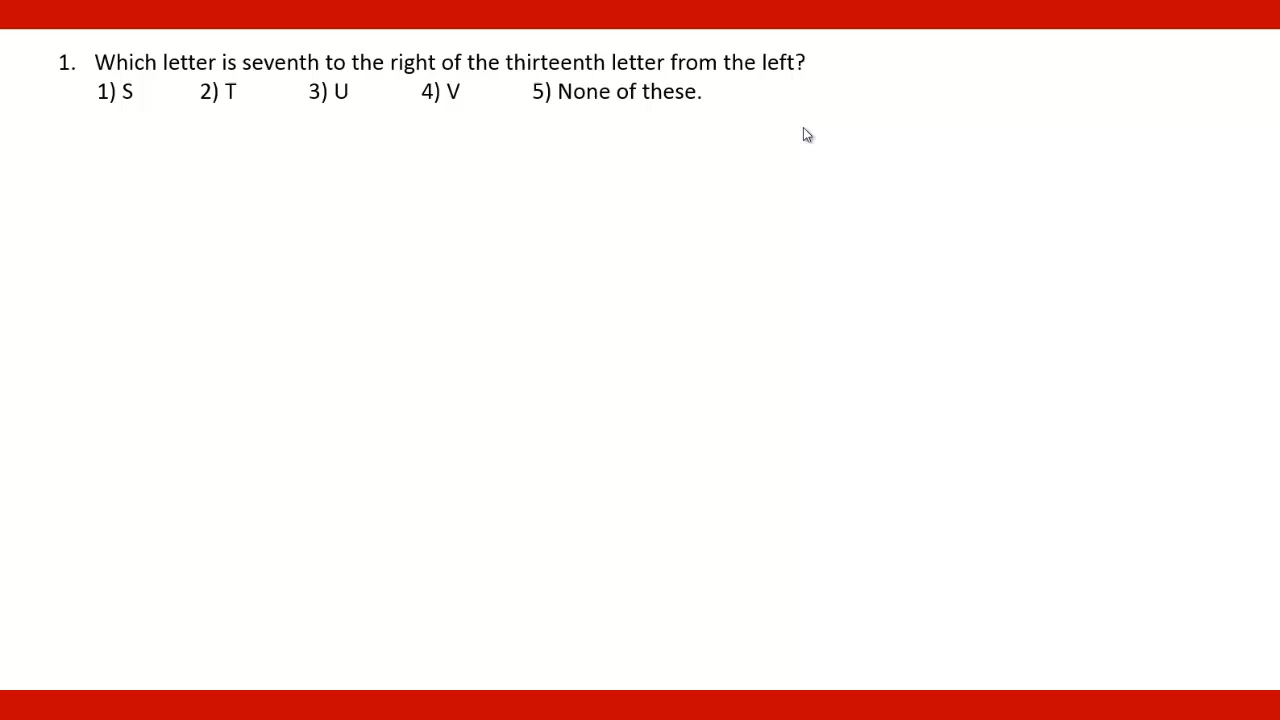 1. Which letter is seventh to the right of the thirteenth letter from the left?
1) S 2) T 3) U 4) V 5) None of these.